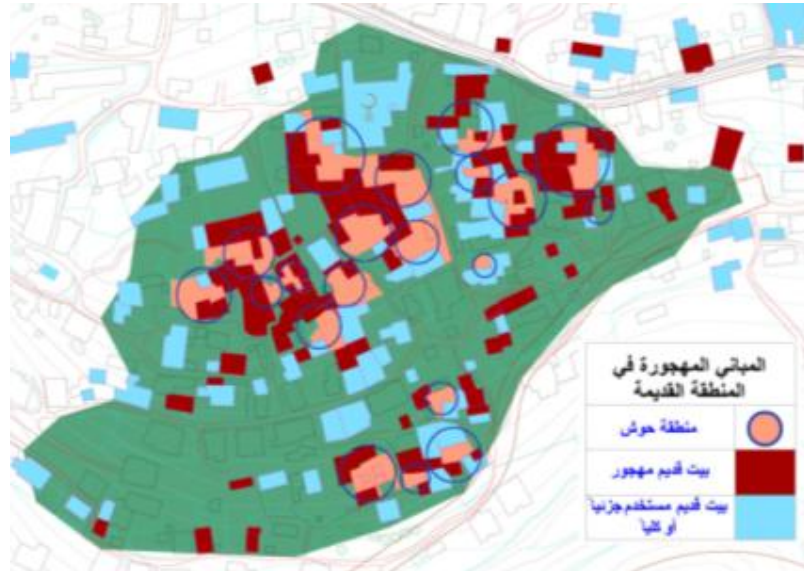 المباني المهجورة في
المنطقة القديمة
منطقة حوش
بيت قديم مهجور
بيت قديم مستخدم جزئياً
أو كلياً